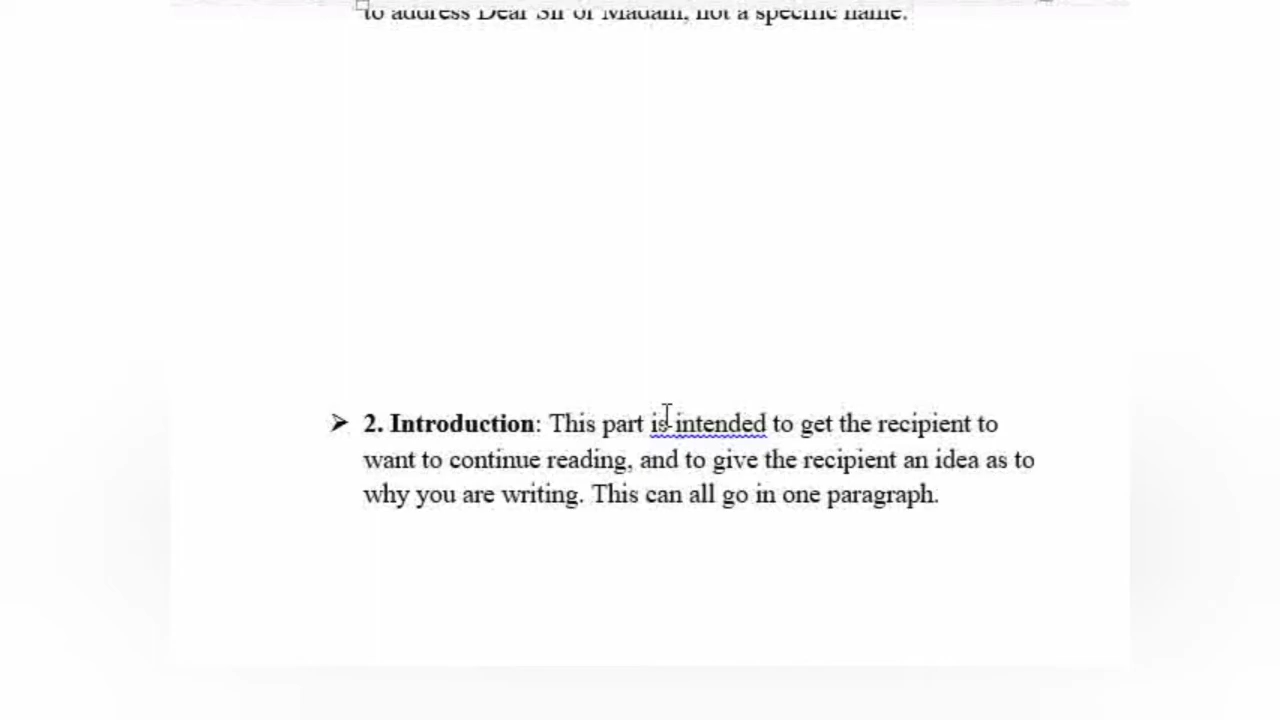 to address Dear Sir or Madam, not a specific name.
➢ 2. Introduction: This part is intended to get the recipient to
want to continue reading, and to give the recipient an idea as to
why you are writing. This can all go in one paragraph.